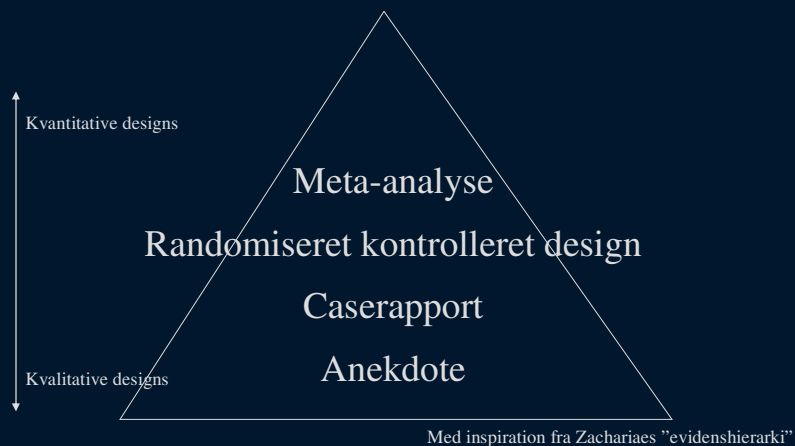 Kvantitative designs
Meta-analyse
Randomiseret kontrolleret design
Caserapport
Anekdote
Kvalitative designs
Med inspiration fra Zachariaes ”evidenshierarki”